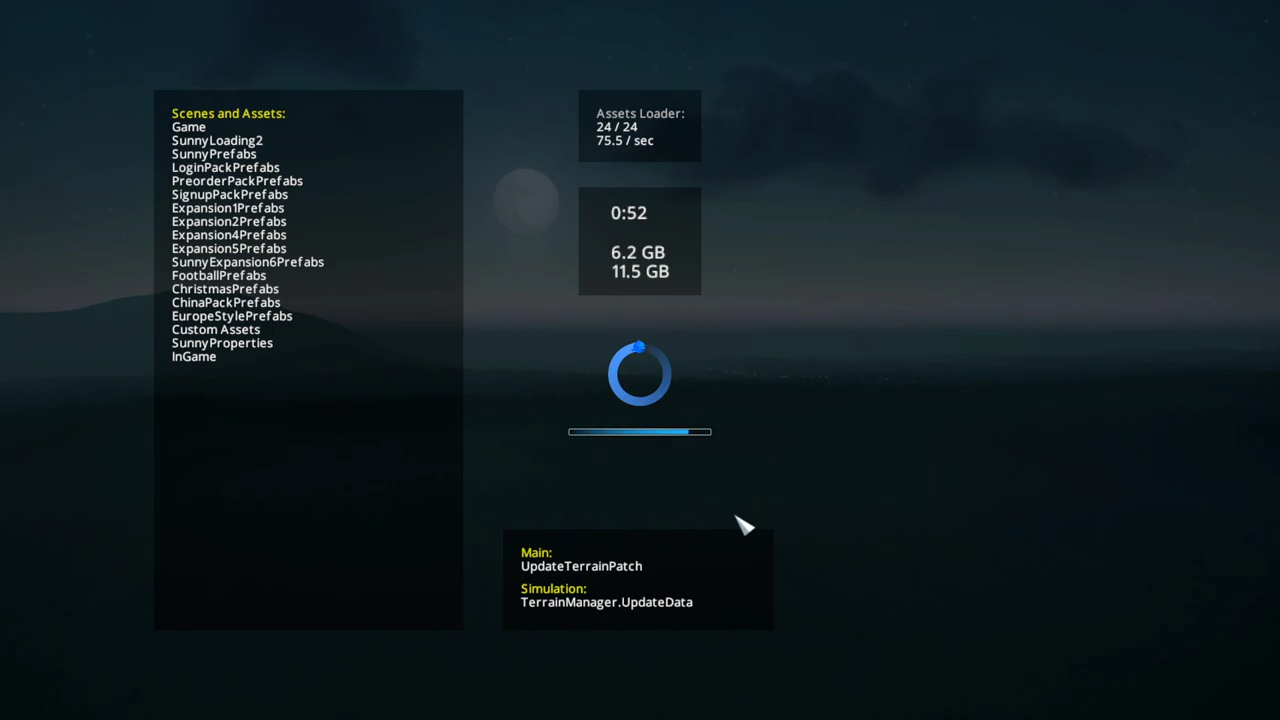 Scenes and Assets:
Game
SunnyLoading2
SunnyPrefabs
LoginPackPrefabs
PreorderPackPrefabs
SignupPackPrefabs
Expansion1Prefabs
Expansion2Prefabs
Expansion4Prefabs
Expansion5Prefabs
SunnyExpansion6Prefabs
FootballPrefabs
ChristmasPrefabs
ChinaPackPrefabs
EuropeStylePrefabs
Custom Assets
SunnyProperties
InGame
Assets Loader:
24 / 24
75.5 / sec
0:52
6.2 GB
11.5 GB
Main:
UpdateTerrainPatch
Simulation:
TerrainManager.UpdateData